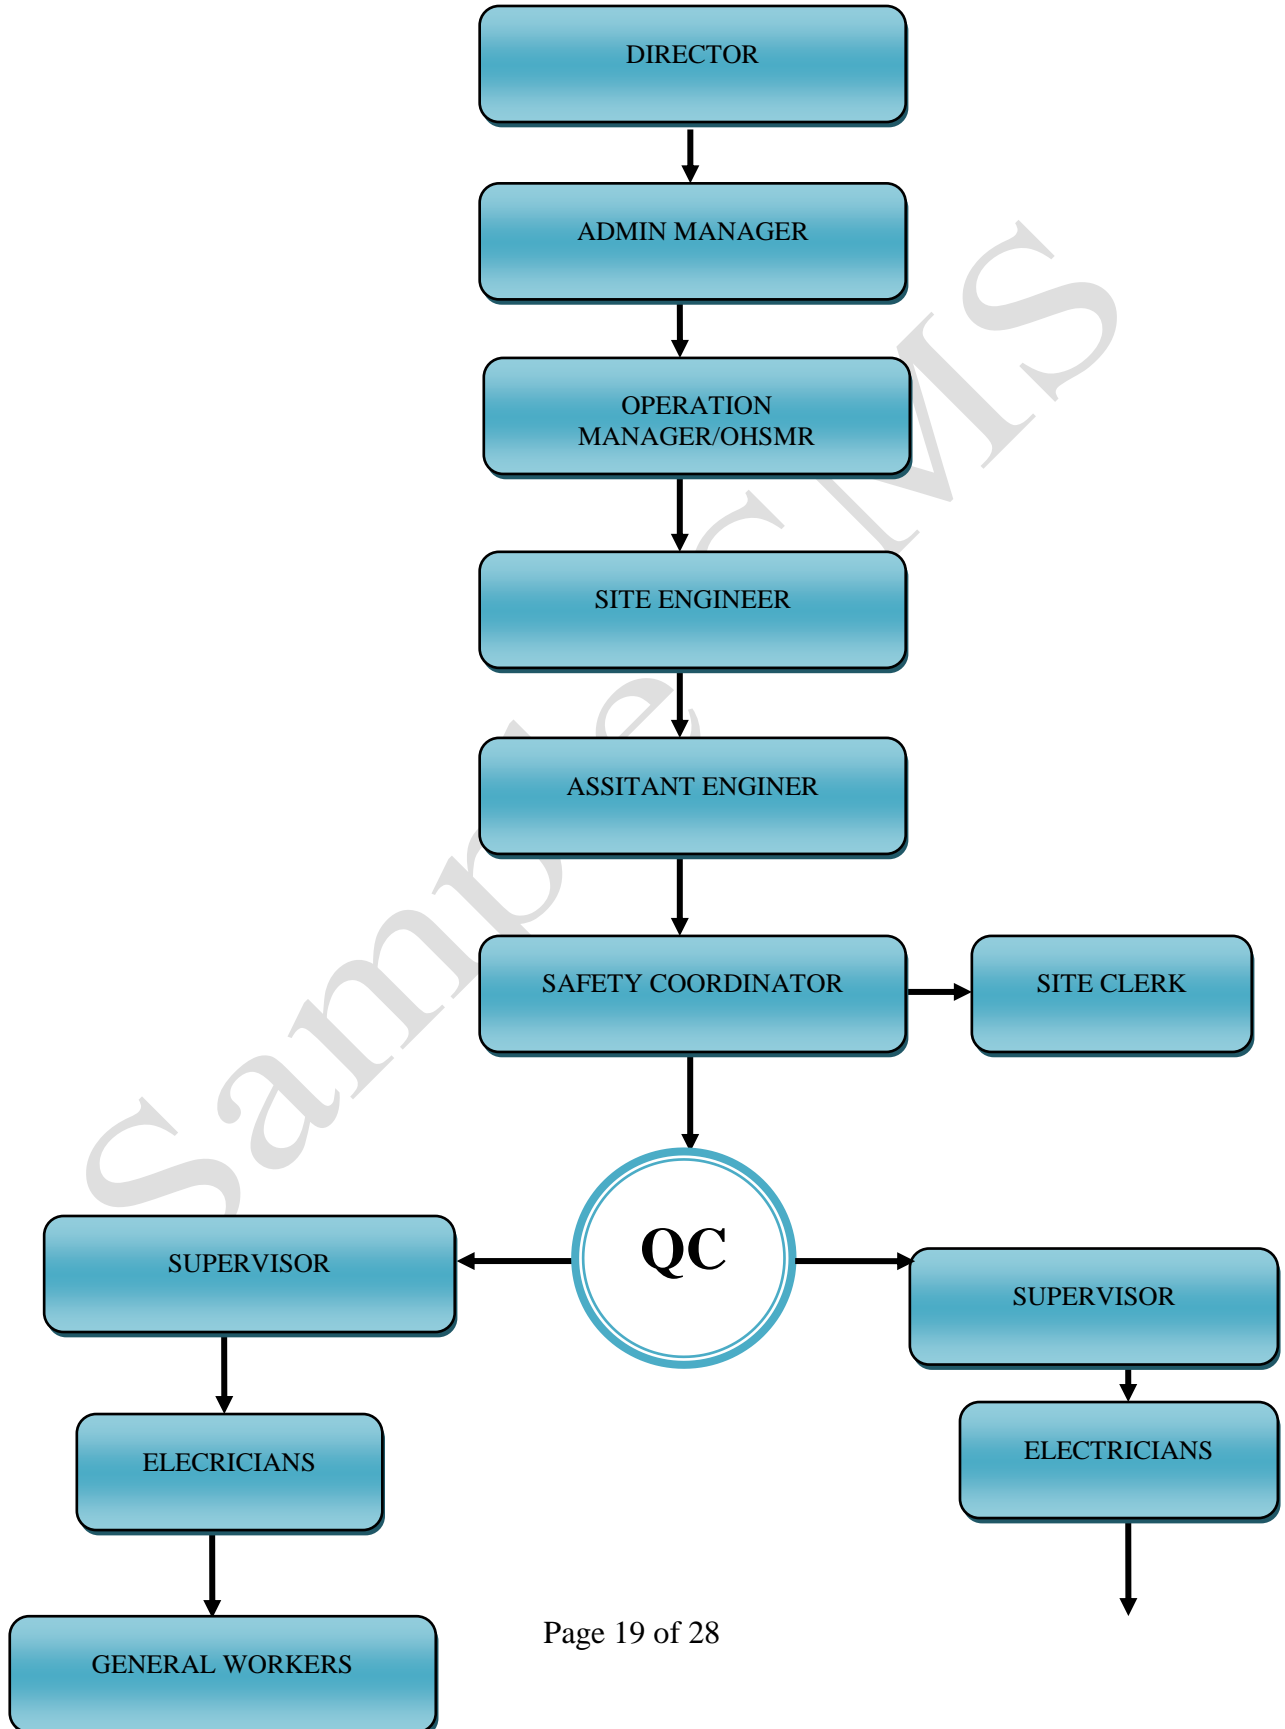 DIRECTOR
ADMIN MANAGER
OPERATION
MANAGER/OHSMR
SITE ENGINEER
ASSITANT ENGINER
SAFETY COORDINATOR
SITE CLERK
QC
SUPERVISOR
SUPERVISOR
ELECRICIANS
ELECTRICIANS
GENERAL WORKERS
Page 19 of 28
Sample SMS